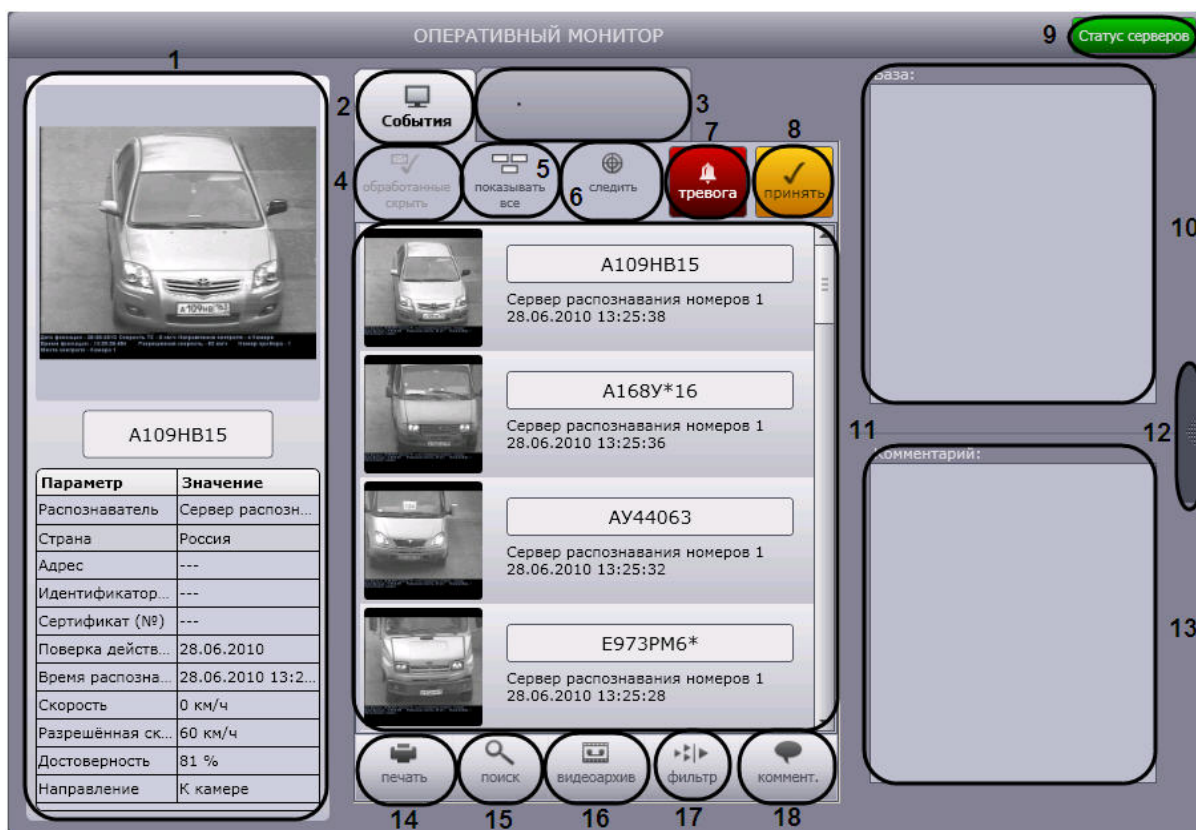 ОПЕРАТИВНЫЙ МОНИТОР
9
Статус серверов
1
2
События
3
7
8
4
обработанные
скрыть
показывать
все
5
6
следить
тревога
принять
А109НВ15
Параметр Значение
Распознаватель Сервер распозн...
Страна Россия
Адрес ---
Идентификатор... ---
Сертификат (№) ---
Поверка действ... 28.06.2010
Время распозна... 28.06.2010 13:2...
Скорость 0 км/ч
Разрешённая ск... 60 км/ч
Достоверность 81 %
Направление К камере
А109НВ15
Сервер распознавания номеров 1
28.06.2010 13:25:38
А168У*16
Сервер распознавания номеров 1
28.06.2010 13:25:36
АУ44063
Сервер распознавания номеров 1
28.06.2010 13:25:32
Е973РМ6*
Сервер распознавания номеров 1
28.06.2010 13:25:28
печать
поиск
видеоархив
фильтр
коммент.
14
15
16
17
18
База:
10
11
12
Комментарий:
13